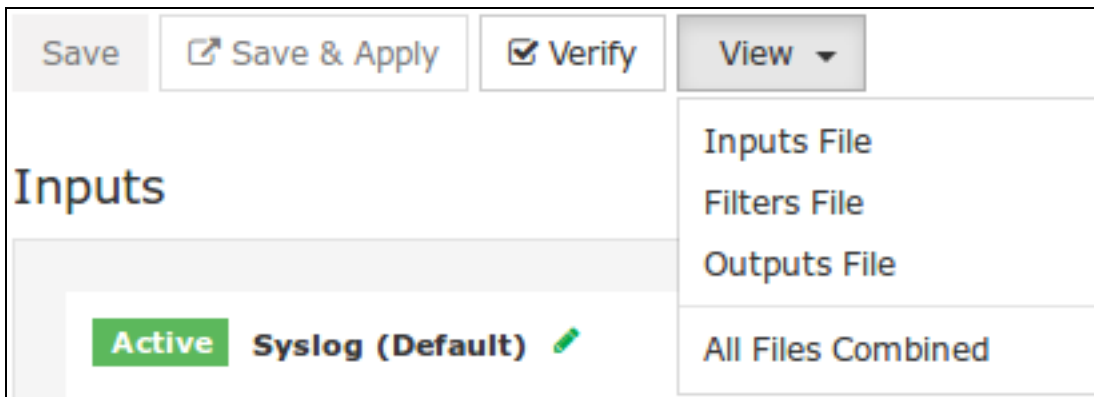 Save Save & Apply Verify View
Inputs File
Inputs
Filters File
Outputs File
Active Syslog (Default)
All Files Combined